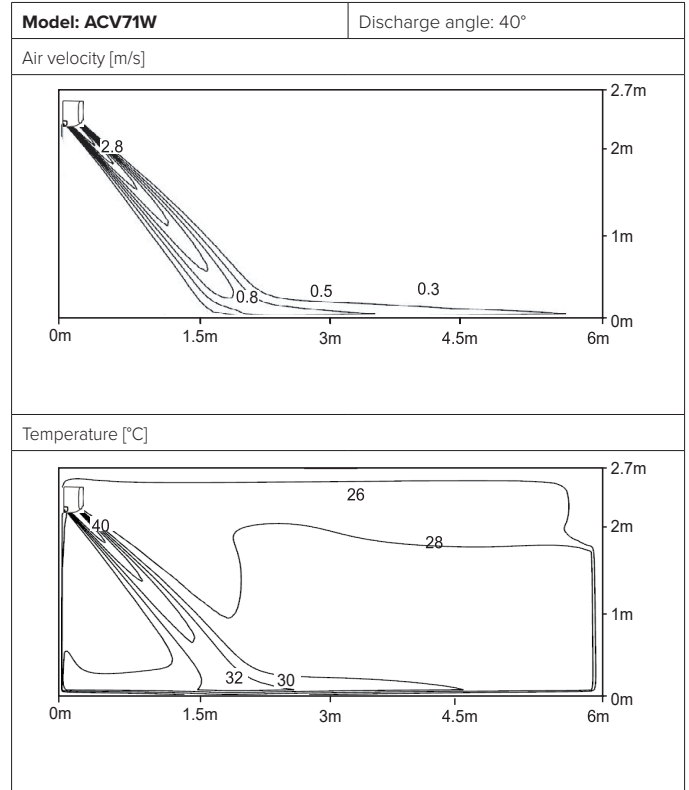 Model: ACV71W Discharge angle: 40°
Air velocity [m/s]
2.7m
2.8
2m
1m
0.8 0.5 0.3
0m
0m 1.5m 3m 4.5m 6m
Temperature [°C]
2.7m
26
40
2m
28
1m
32 30
0m
0m 1.5m 3m 4.5m 6m